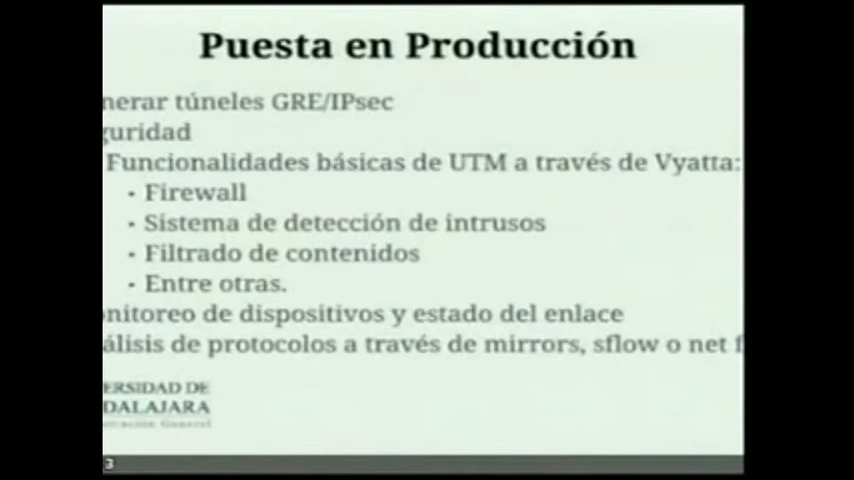 Puesta en Producción
nerar túneles GRE/IPsec
guridad
Funcionalidades básicas de UTM a través de Vyatta:
• Firewall
• Sistema de detección de intrusos
• Filtrado de contenidos
• Entre otras.
nitoreo de dispositivos y estado del enlace
álisis de protocolos a través de mirrors, sflow o net f
ERSIDAD DE
DALAJARA
General
3